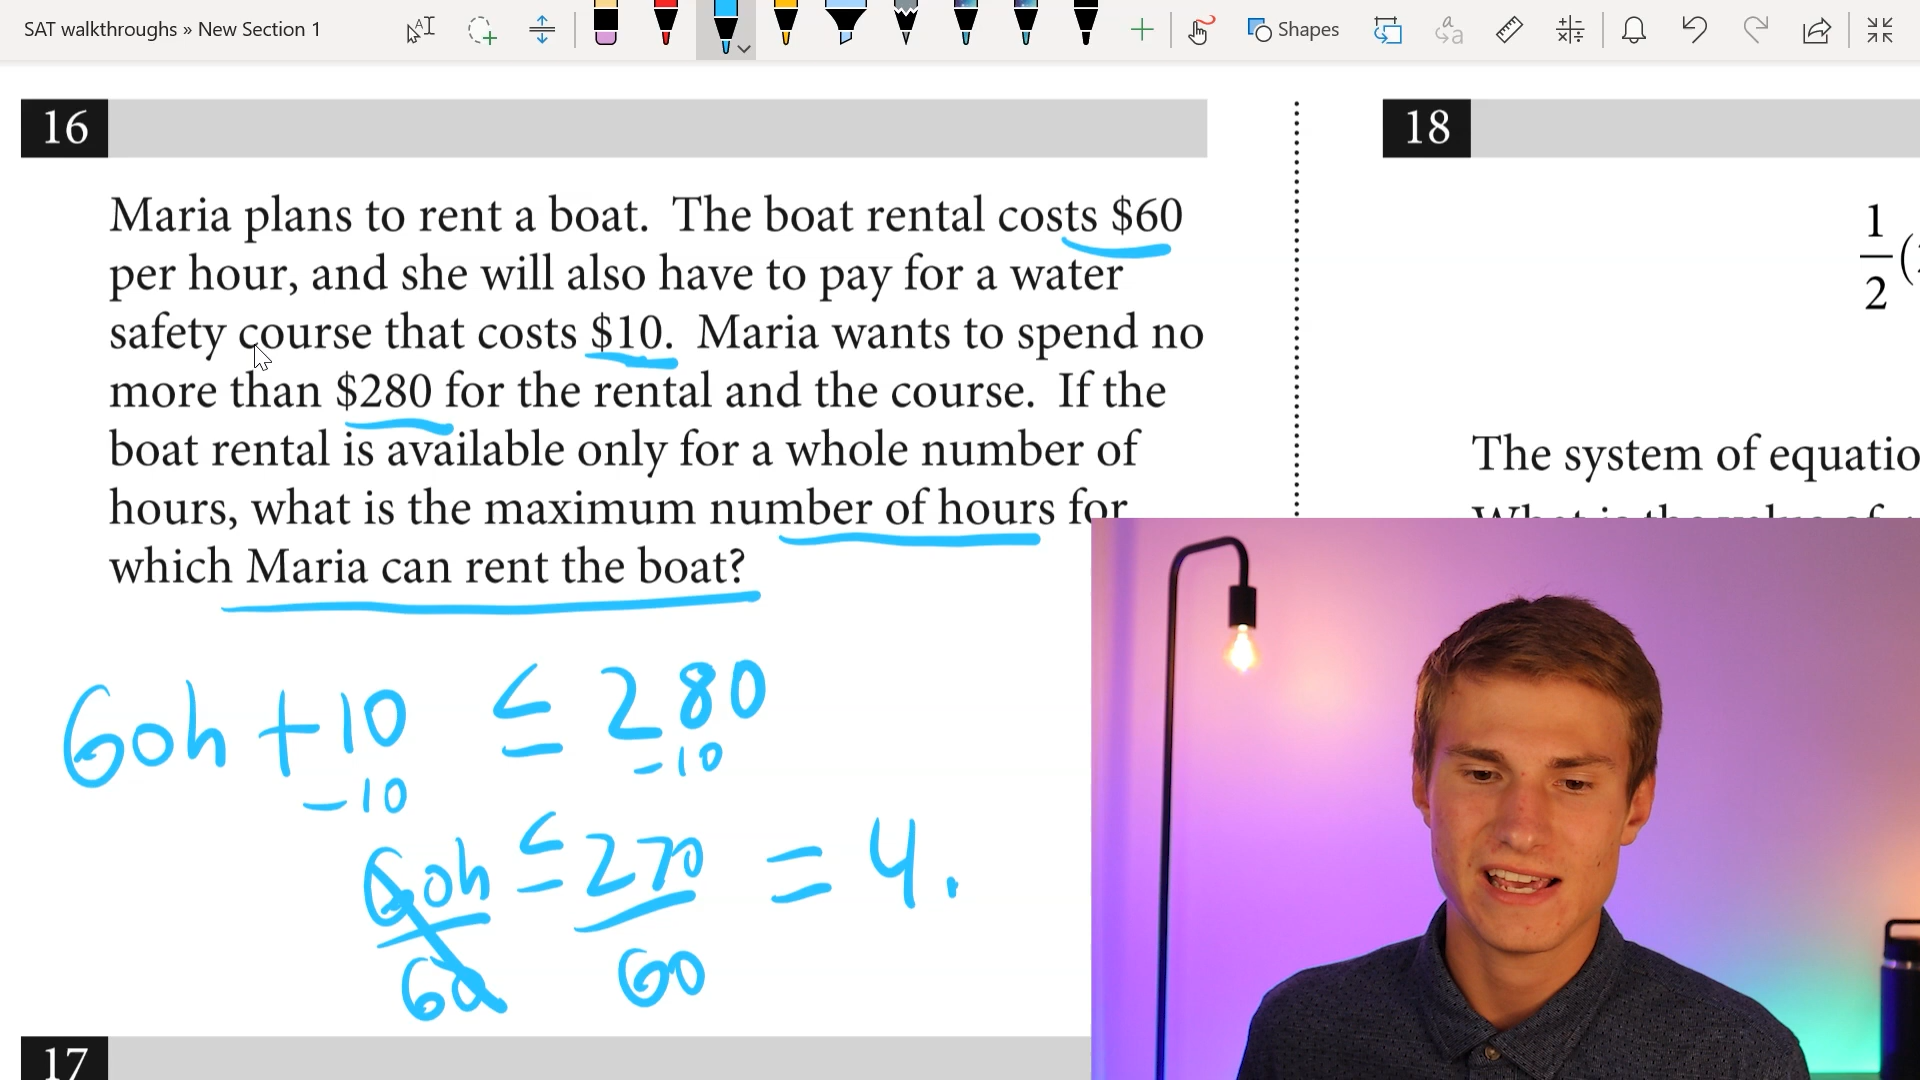 SAT walkthroughs » New Section 1
Shapes
16
Maria plans to rent a boat. The boat rental costs $60
per hour, and she will also have to pay for a water
safety course that costs $10. Maria wants to spend no
more than $280 for the rental and the course. If the
boat rental is available only for a whole number of
hours, what is the maximum number of hours for
which Maria can rent the boat?
60h + 10 ≤ 280
-10 -10
60h ≤ 270 = 4.
60 60
17
18
1
2
The system of equatio